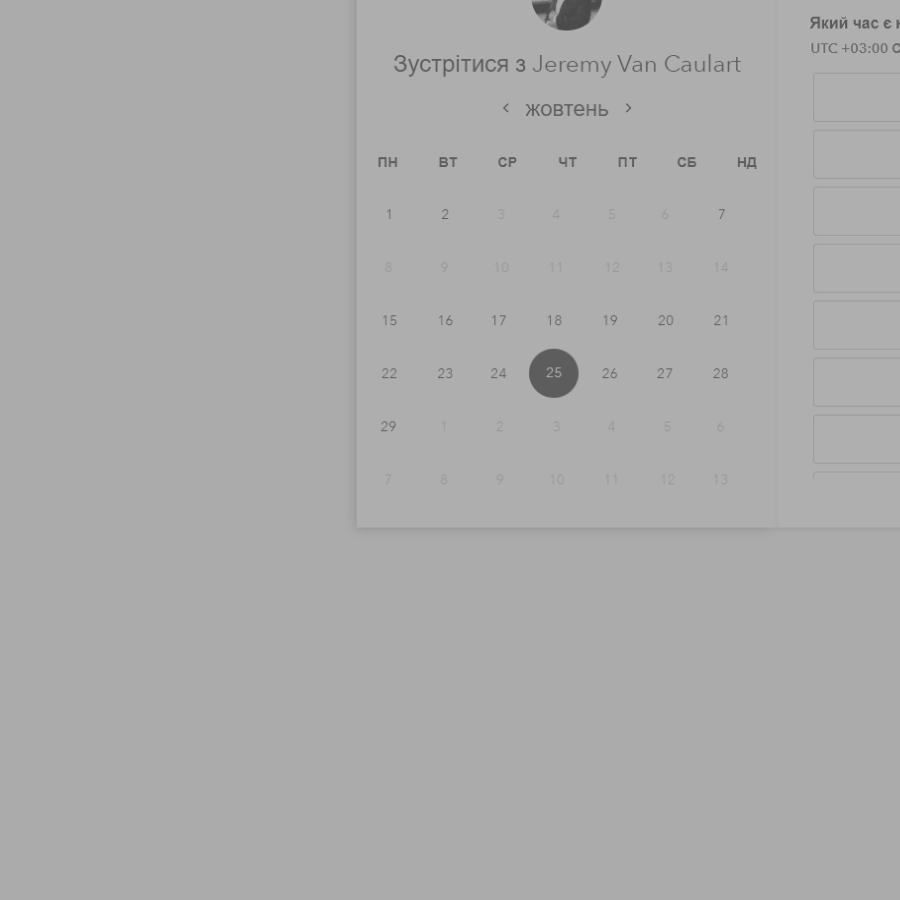 Зустрітися з Jeremy Van Caulart
‹ жовтень ›
ПН ВТ СР ЧТ ПТ СБ НД
1 2 3 4 5 6 7
8 9 10 11 12 13 14
15 16 17 18 19 20 21
22 23 24 25 26 27 28
29 1 2 3 4 5 6
7 8 9 10 11 12 13
Який час є
UTC +03:00